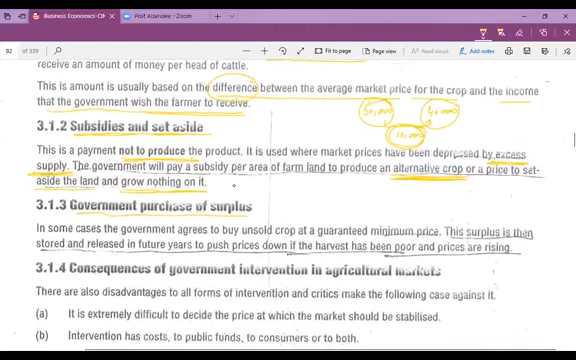 Business Economics-CIM
Post Attendee - Zoom
92
of 339
Fit to page
Page view
Read aloud
Add notes
receive an amount of money per head of cattle.
This is amount is usually based on the difference between the average market price for the crop and the income
that the government wish the farmer to receive.
50,000
40,000
10,000
3.1.2 Subsidies and set aside
This is a payment not to produce the product. It is used where market prices have been depressed by excess
supply. The government will pay a subsidy per area of farm land to produce an alternative crop or a price to set-
aside the land and grow nothing on it.
3.1.3 Government purchase of surplus
In some cases the government agrees to buy unsold crop at a guaranteed minimum price. This surplus is then
stored and released in future years to push prices down if the harvest has been poor and prices are rising.
3.1.4 Consequences of government intervention in agricultural markets
There are also disadvantages to all forms of intervention and critics make the following case against it.
(a) It is extremely difficult to decide the price at which the market should be stabilised.
(b) Intervention has costs, to public funds, to consumers or to both.